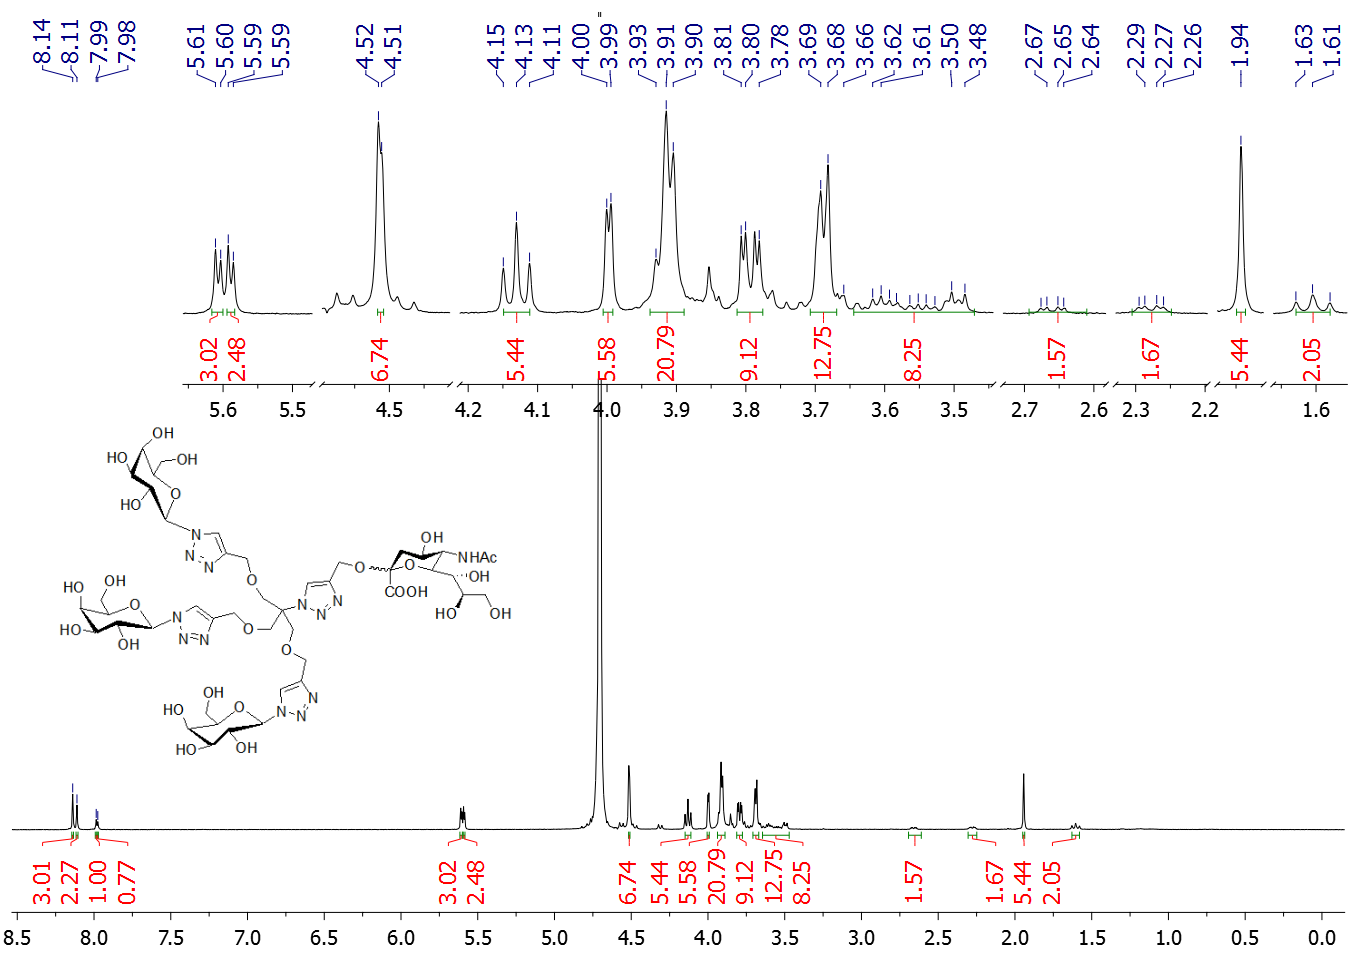 8.14 8.11 7.99 7.98 5.61 5.60 5.59 5.59 4.52 4.51 4.15 4.13 4.11 4.00 3.99 3.93 3.91 3.90 3.81 3.80 3.78 3.69 3.68 3.66 3.62 3.61 3.50 3.48 2.67 2.65 2.64 2.29 2.27 2.26 1.94 1.63 1.61
3.02 2.48 6.74 5.44 5.58 20.79 9.12 12.75 8.25 1.57 1.67 5.44 2.05
5.6 5.5 4.5 4.2 4.1 4.0 3.9 3.8 3.7 3.6 3.5 2.7 2.6 2.3 2.2 1.6
OH
OH
HO
OH
O
HO
N
N
N
O
O
OH
NHAc
O
OH
COOH
HO
OH
N
N
N
OH
HO
O
HO
OH
N
N
N
O
O
OH
HO
O
HO
OH
N
N
N
3.01 2.27 1.00 0.77 3.02 2.48 6.74 5.44 5.58 20.79 9.12 12.75 8.25 1.57 1.67 5.44 2.05
8.5 8.0 7.5 7.0 6.5 6.0 5.5 5.0 4.5 4.0 3.5 3.0 2.5 2.0 1.5 1.0 0.5 0.0